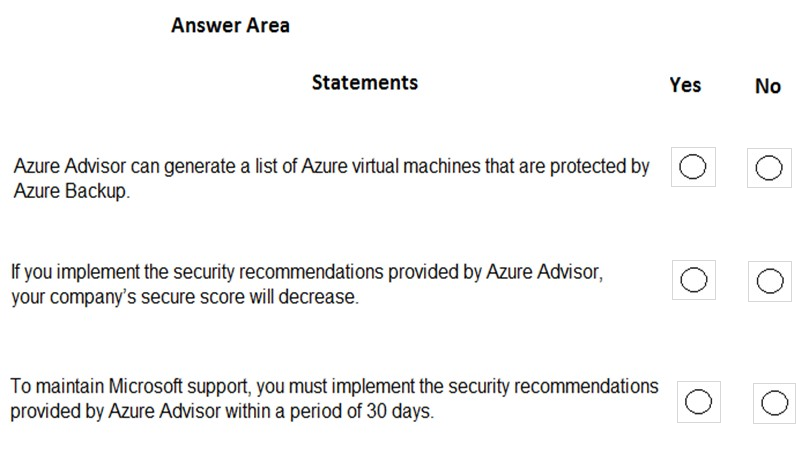 Answer Area
Statements Yes No
Azure Advisor can generate a list of Azure virtual machines that are protected by
Azure Backup.
If you implement the security recommendations provided by Azure Advisor,
your company's secure score will decrease.
To maintain Microsoft support, you must implement the security recommendations
provided by Azure Advisor within a period of 30 days.